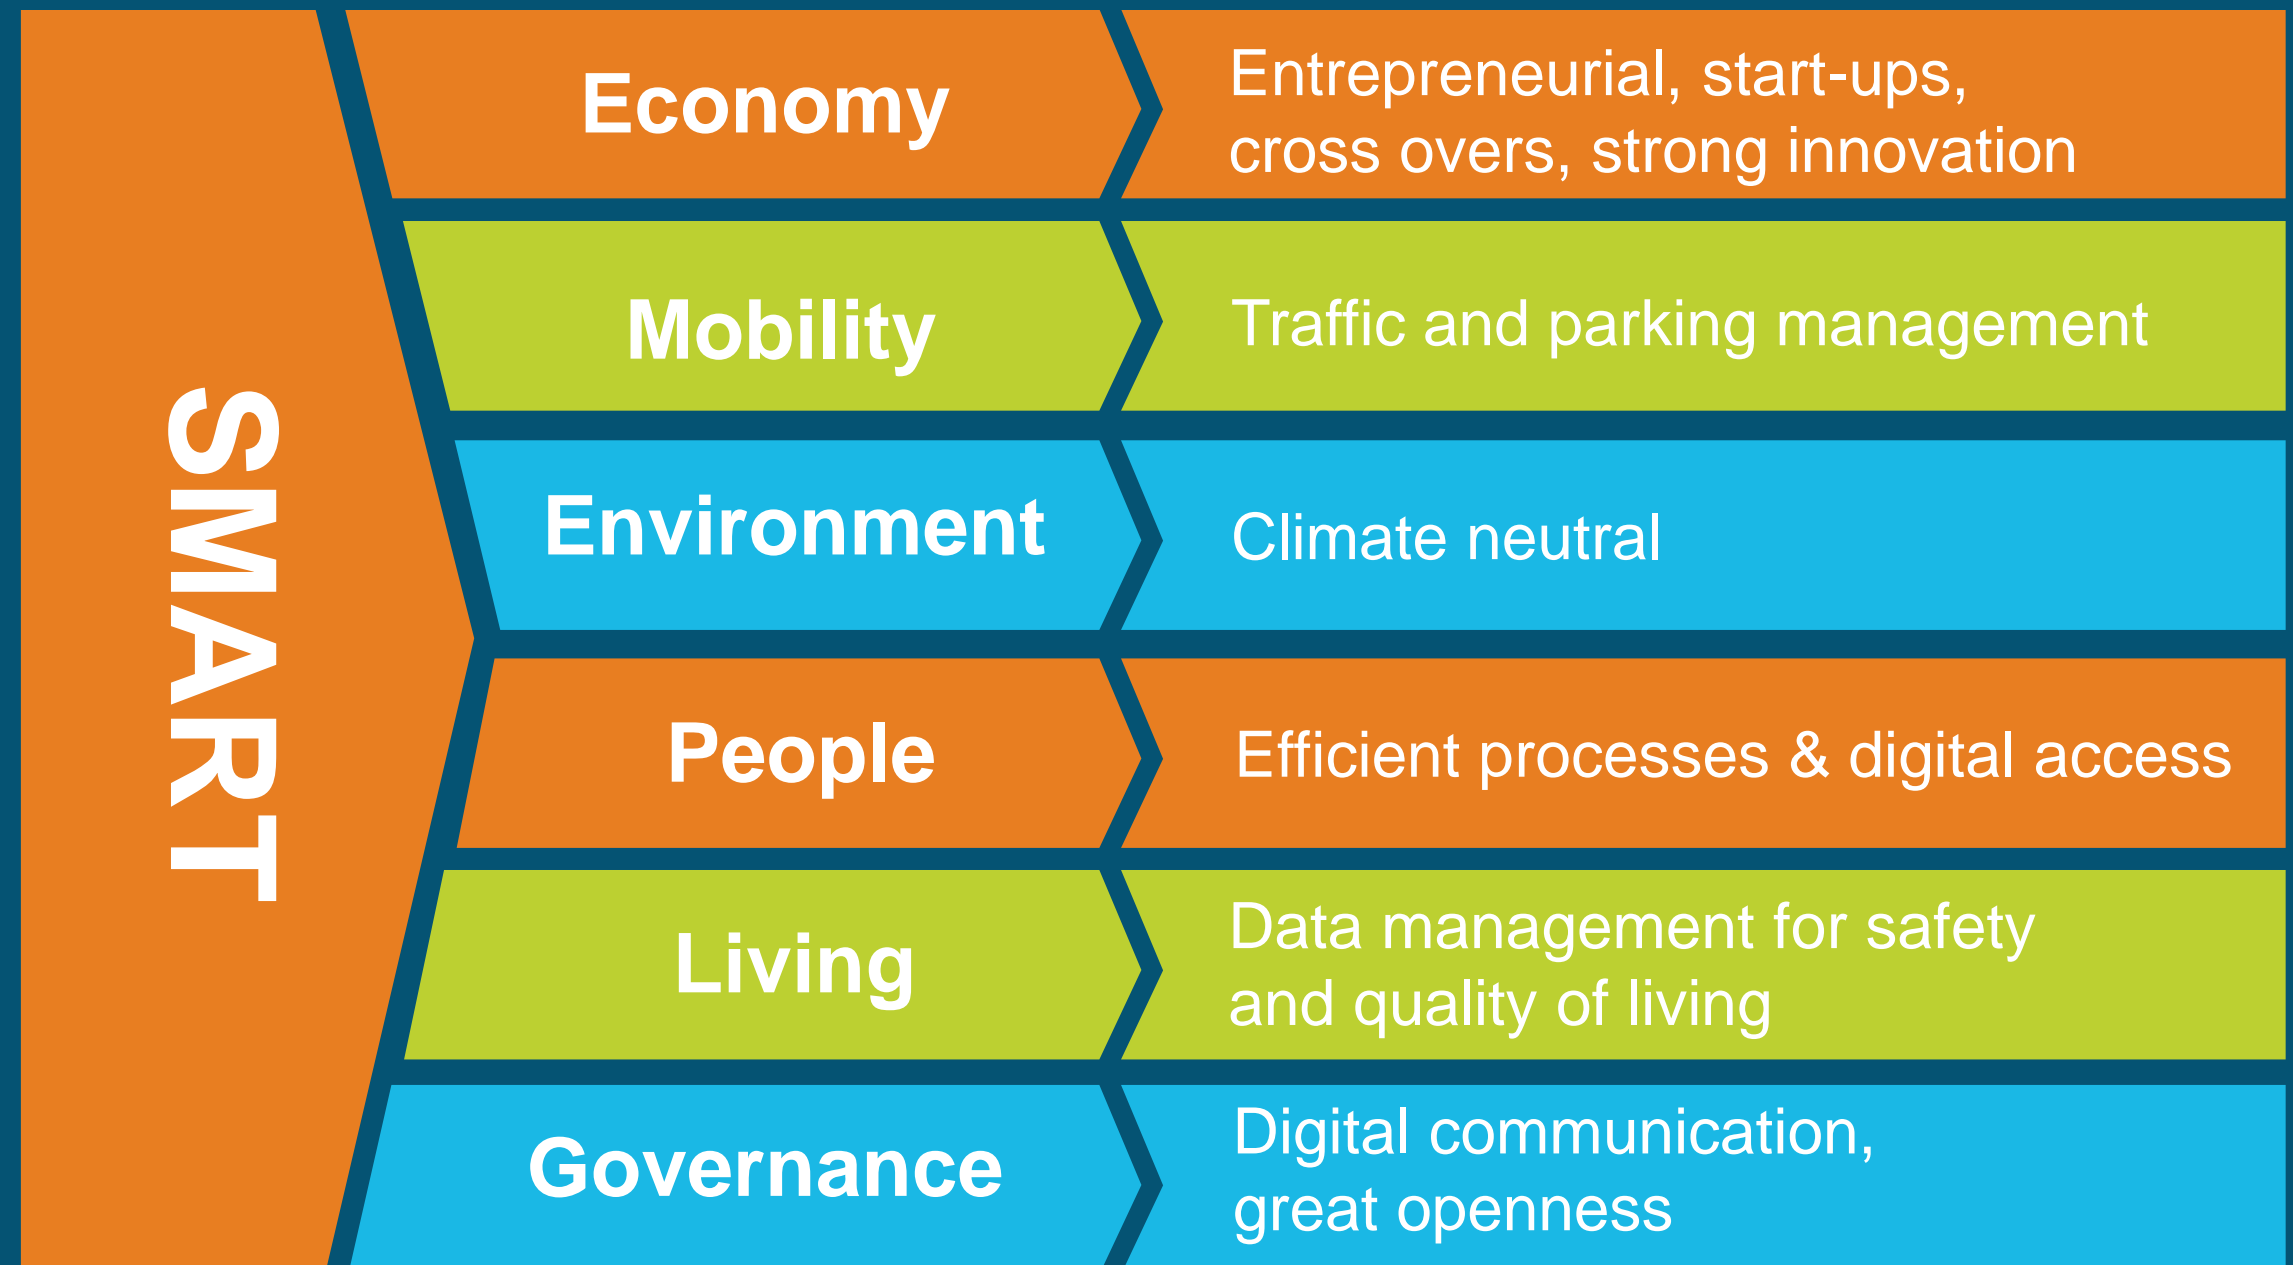 SMART
Economy
Entrepreneurial, start-ups,
cross overs, strong innovation
Mobility
Traffic and parking management
Environment
Climate neutral
People
Efficient processes & digital access
Living
Data management for safety
and quality of living
Governance
Digital communication,
great openness